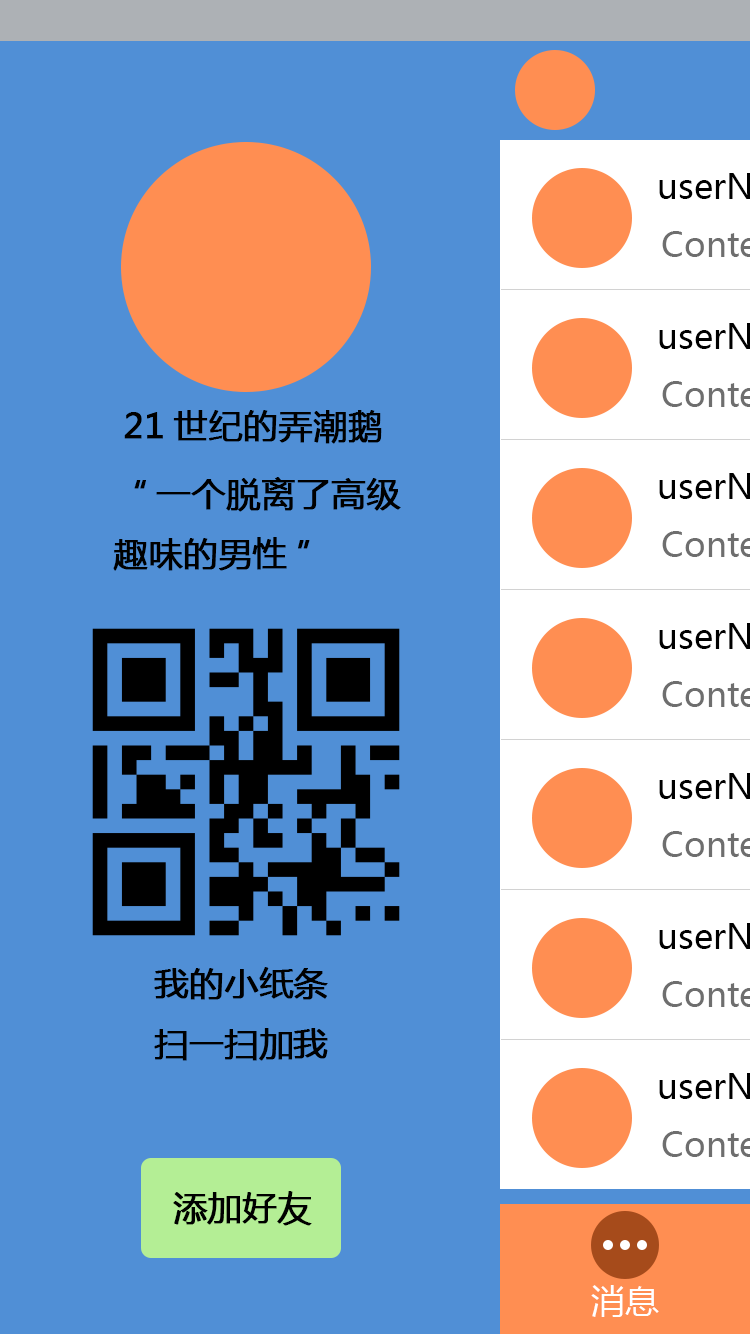 21 世纪的弄潮鹅
“ 一个脱离了高级
趣味的男性 ”
我的小纸条
扫一扫加我
添加好友
userN
Conte
userN
Conte
userN
Conte
userN
Conte
userN
Conte
userN
Conte
userN
Conte
消息